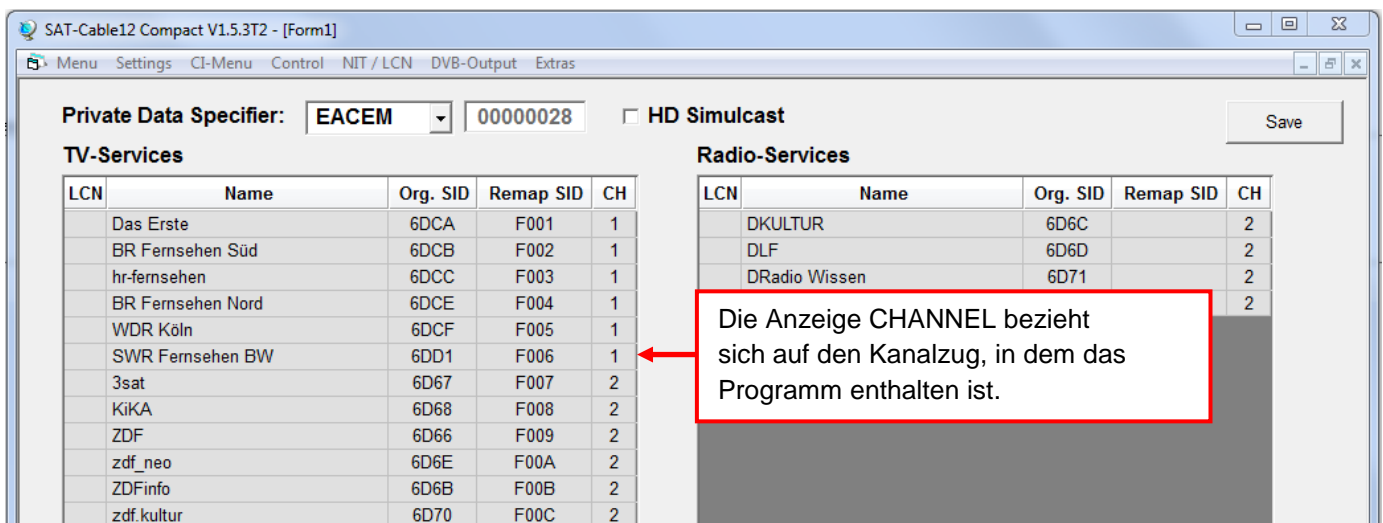 SAT-Cable12 Compact V1.5.3T2 - [Form1]
Menu Settings CI-Menu Control NIT / LCN DVB-Output Extras
Private Data Specifier: EACEM 00000028 HD Simulcast Save
TV-Services Radio-Services
LCN Name Org. SID Remap SID CH LCN Name Org. SID Remap SID CH
Das Erste 6DCA F001 1 DKULTUR 6D6C 2
BR Fernsehen Süd 6DCB F002 1 DLF 6D6D 2
hr-fernsehen 6DCC F003 1 DRadio Wissen 6D71 2
BR Fernsehen Nord 6DCE F004 1 2
WDR Köln 6DCF F005 1
SWR Fernsehen BW 6DD1 F006 1
3sat 6D67 F007 2
KiKA 6D68 F008 2
ZDF 6D66 F009 2
zdf_neo 6D6E F00A 2
ZDFinfo 6D6B F00B 2
zdf.kultur 6D70 F00C 2
Die Anzeige CHANNEL bezieht
sich auf den Kanalzug, in dem das
Programm enthalten ist.